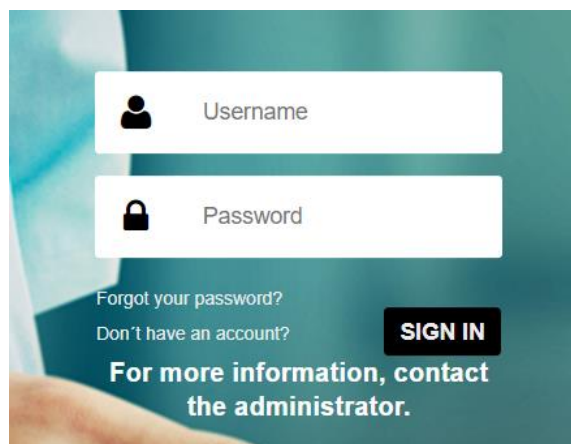 Username
Password
Forgot your password?
Don´t have an account?
SIGN IN
For more information, contact
the administrator.